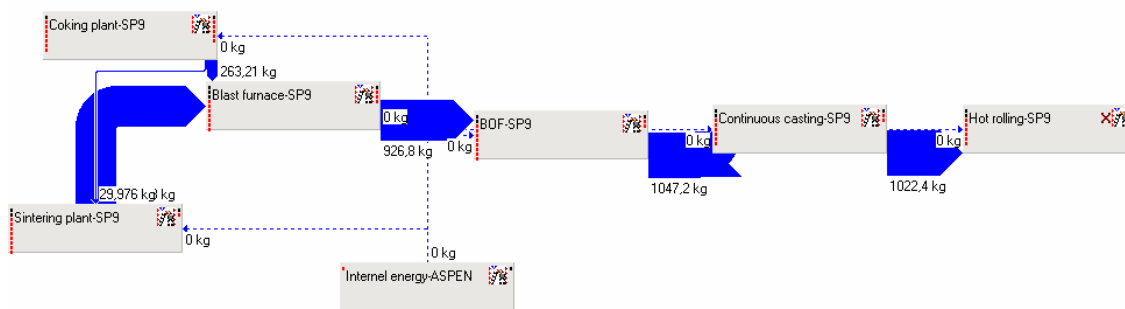 Coking plant-SP9
0 kg
263,21 kg
Blast furnace-SP9
0 kg
926,8 kg
0 kg
BOF-SP9
Continuous casting-SP9
0 kg
1047,2 kg
Hot rolling-SP9
0 kg
1022,4 kg
29,976 kg
kg
Sintering plant-SP9
0 kg
0 kg
Internel energy-ASPEN